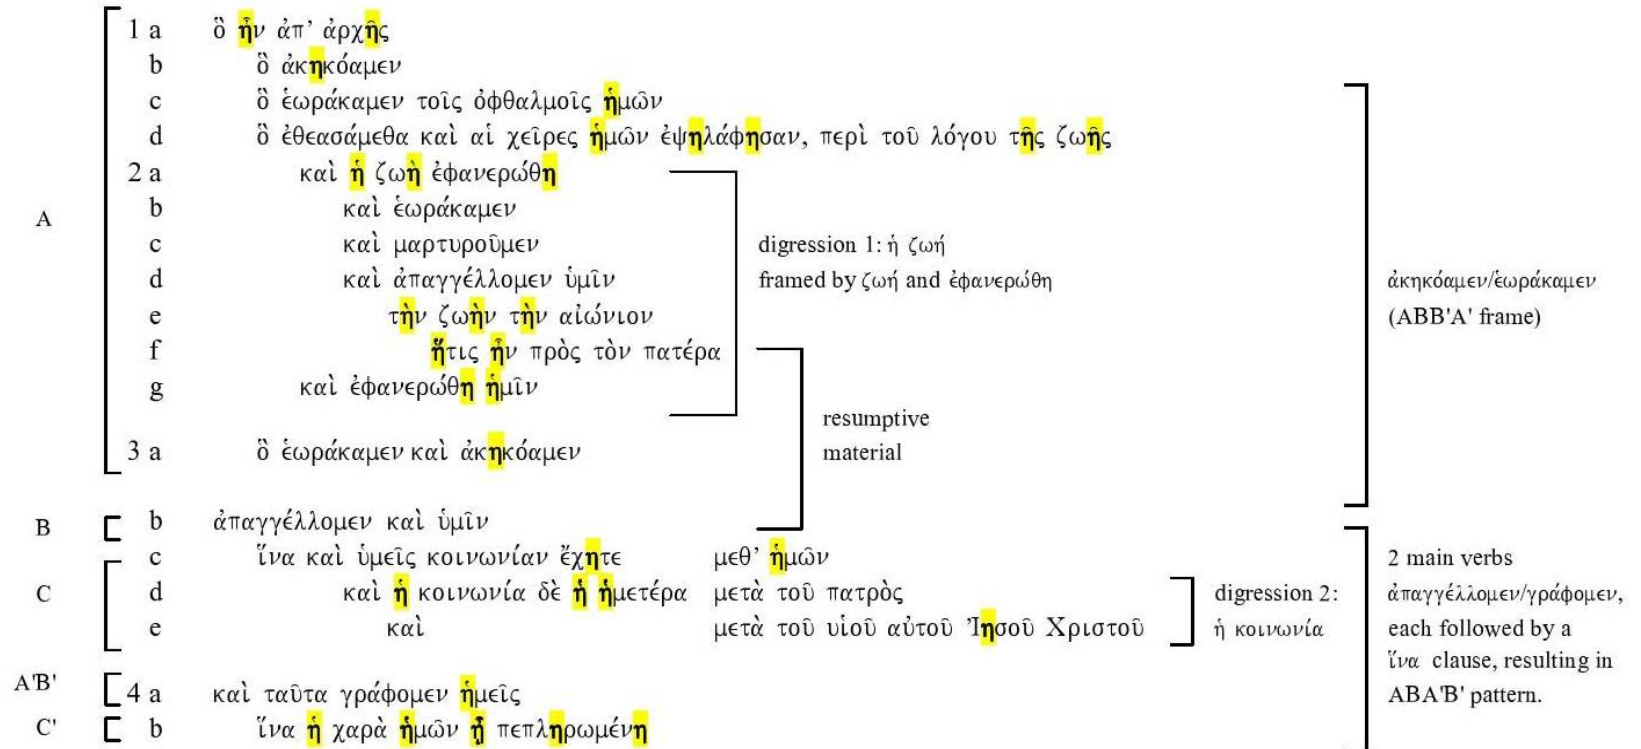 1 a ὃ ἦν ἀπ’ ἀρχῆς
b ὃ ἀκηκόαμεν
c ὃ ἑωράκαμεν τοῖς ὀφθαλμοῖς ἡμῶν
d ὃ ἐθεασάμεθα καὶ αἱ χεῖρες ἡμῶν ἐψηλάφησαν, περὶ τοῦ λόγου τῆς ζωῆς
2 a καὶ ἡ ζωὴ ἐφανερώθη
A b καὶ ἑωράκαμεν
c καὶ μαρτυροῦμεν digression 1: ἡ ζωή
d καὶ ἀπαγγέλλομεν ὑμῖν framed by ζωή and ἐφανερώθη ἀκηκόαμεν/ἑωράκαμεν
e τὴν ζωὴν τὴν αἰώνιον (ABB'A' frame)
f ἥτις ἦν πρὸς τὸν πατέρα
g καὶ ἐφανερώθη ἡμῖν
resumptive
3 a ὃ ἑωράκαμεν καὶ ἀκηκόαμεν material
B b ἀπαγγέλλομεν καὶ ὑμῖν
c ἵνα καὶ ὑμεῖς κοινωνίαν ἔχητε μεθ’ ἡμῶν 2 main verbs
C d καὶ ἡ κοινωνία δὲ ἡ ἡμετέρα μετὰ τοῦ πατρὸς digression 2: ἀπαγγέλλομεν/γράφομεν,
e καὶ μετὰ τοῦ υἱοῦ αὐτοῦ Ἰησοῦ Χριστοῦ ἡ κοινωνία each followed by a
ἵνα clause, resulting in
A'B' 4 a καὶ ταῦτα γράφομεν ἡμεῖς ABA'B' pattern.
C' b ἵνα ἡ χαρὰ ἡμῶν ᾖ πεπληρωμένη